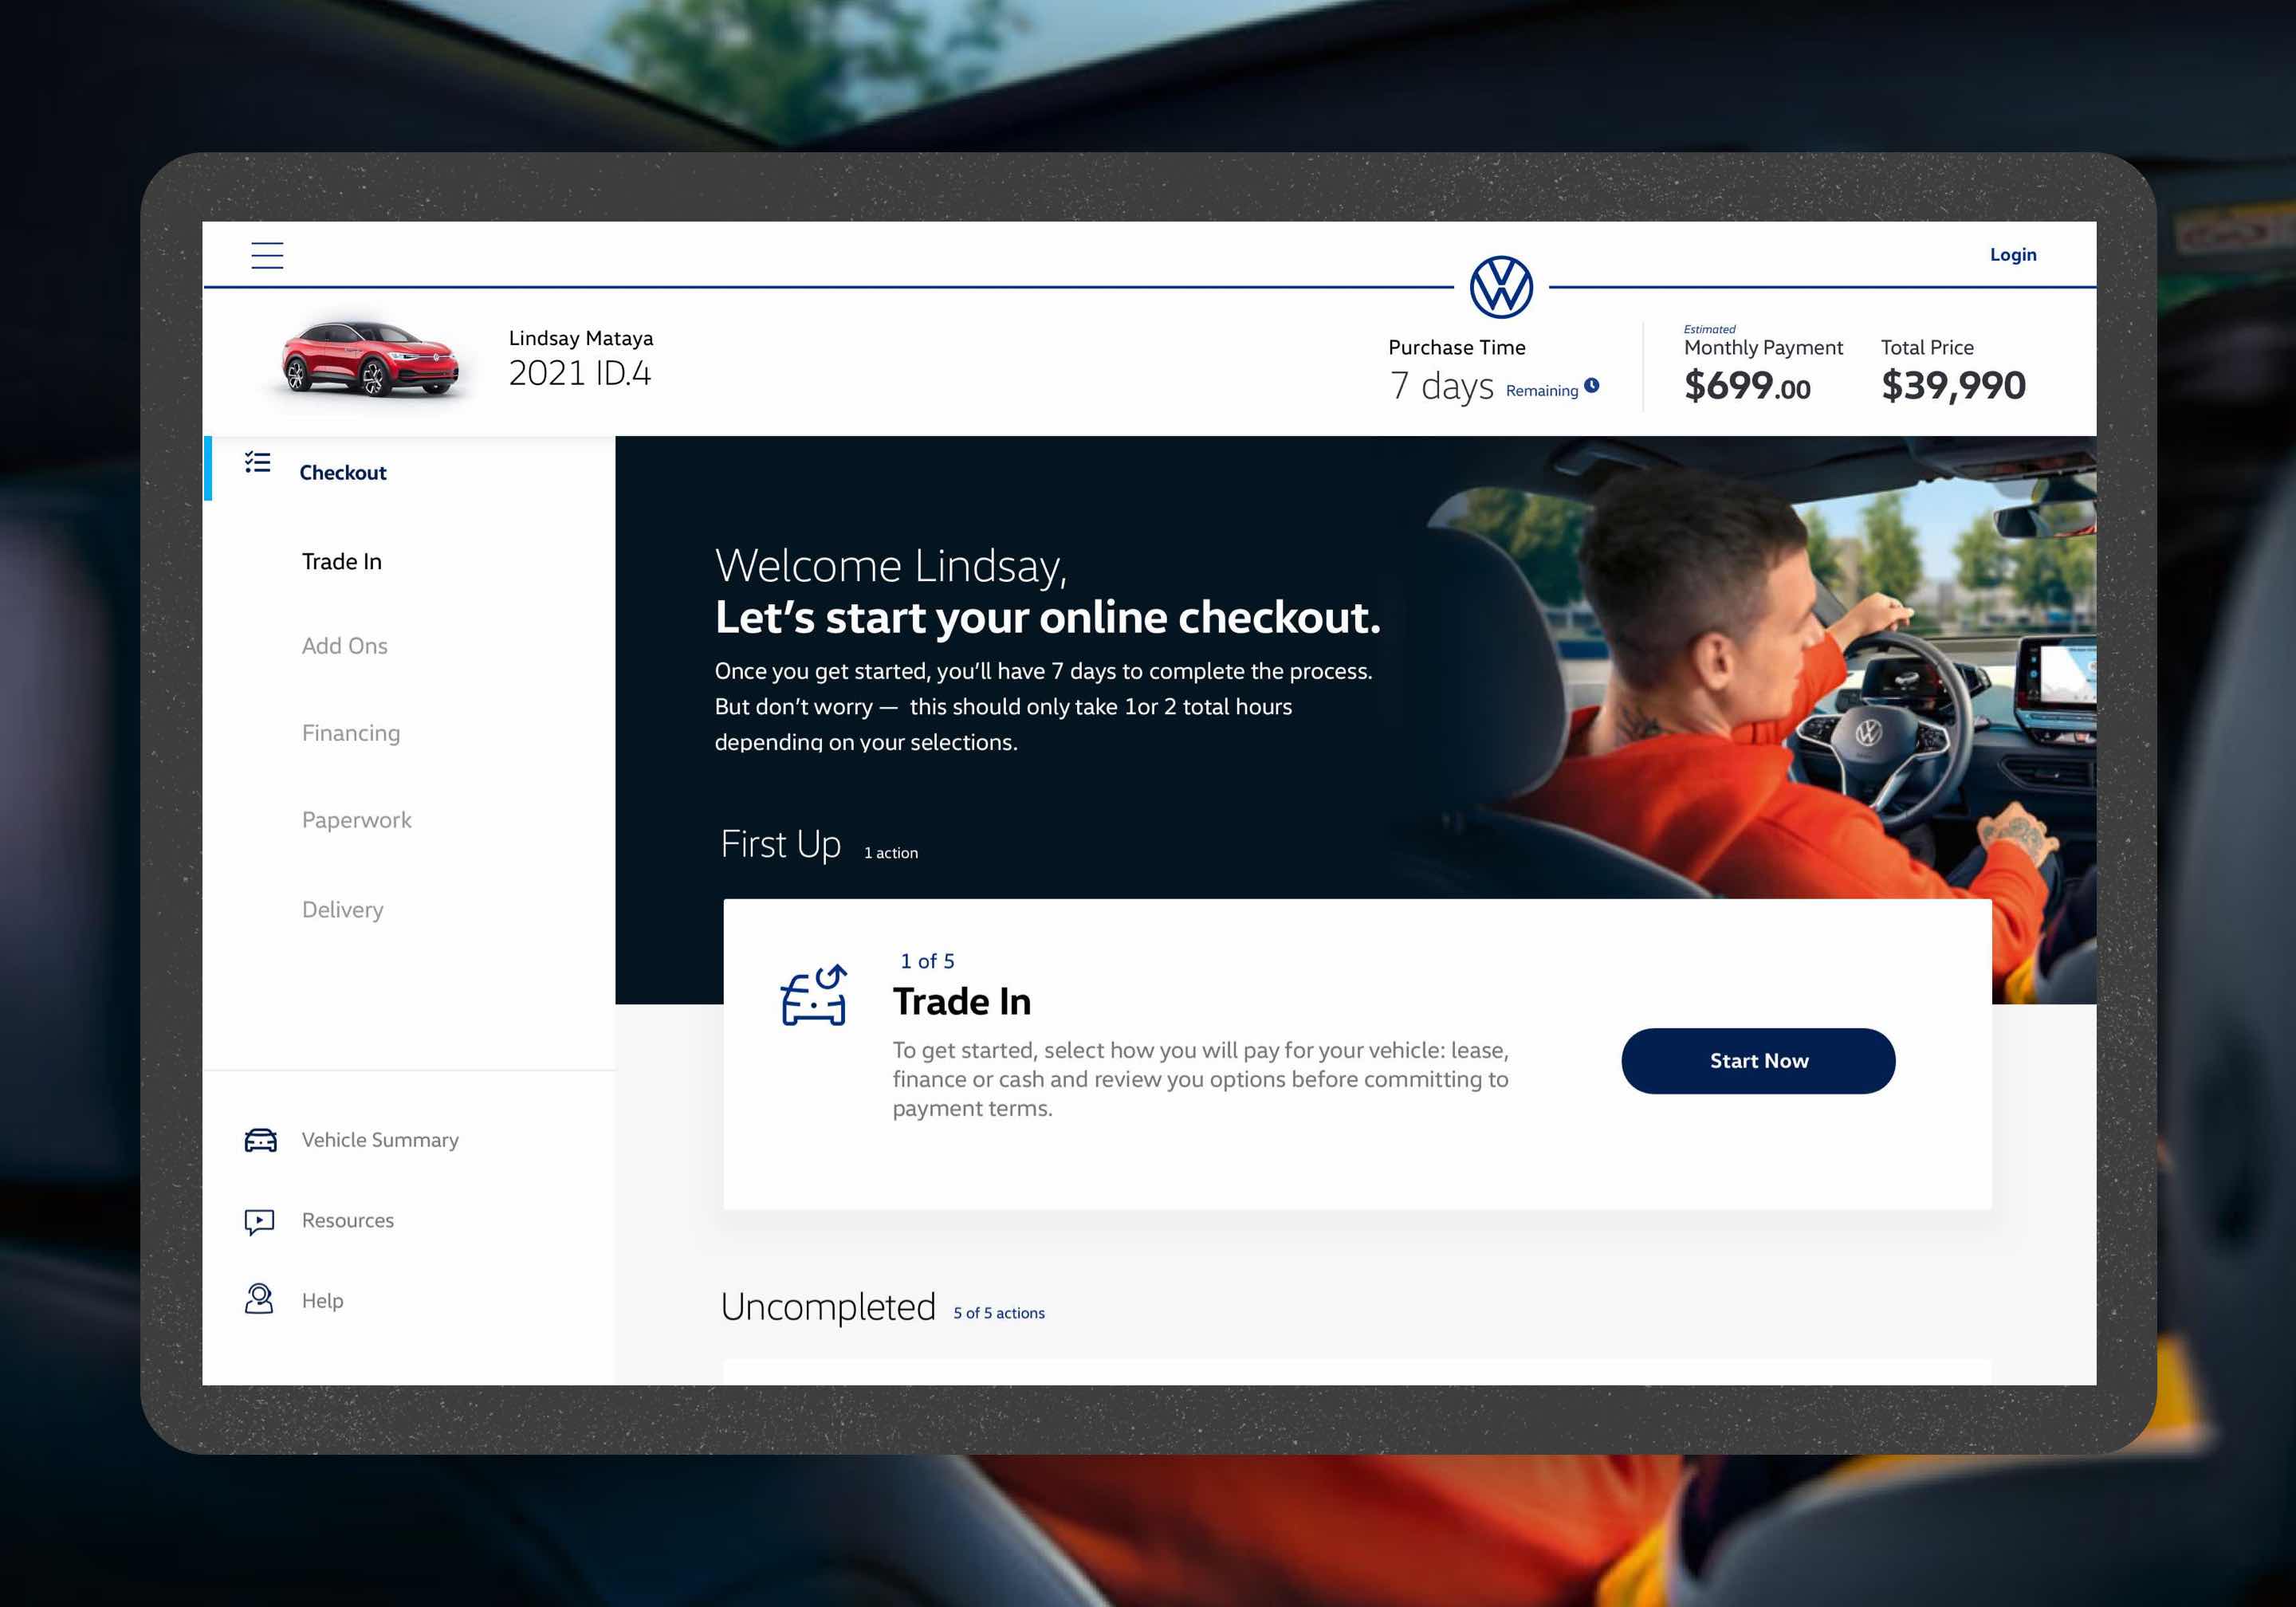 Login
Lindsay Mataya
2021 ID.4
Purchase Time
7 days Remaining
Estimated
Monthly Payment
$699.00
Total Price
$39,990
Checkout
Trade In
Add Ons
Financing
Paperwork
Delivery
Vehicle Summary
Resources
Help
Welcome Lindsay,
Let’s start your online checkout.
Once you get started, you’ll have 7 days to complete the process.
But don’t worry — this should only take 1or 2 total hours
depending on your selections.
First Up 1 action
1 of 5
Trade In
To get started, select how you will pay for your vehicle: lease,
finance or cash and review you options before committing to
payment terms.
Start Now
Uncompleted 5 of 5 actions